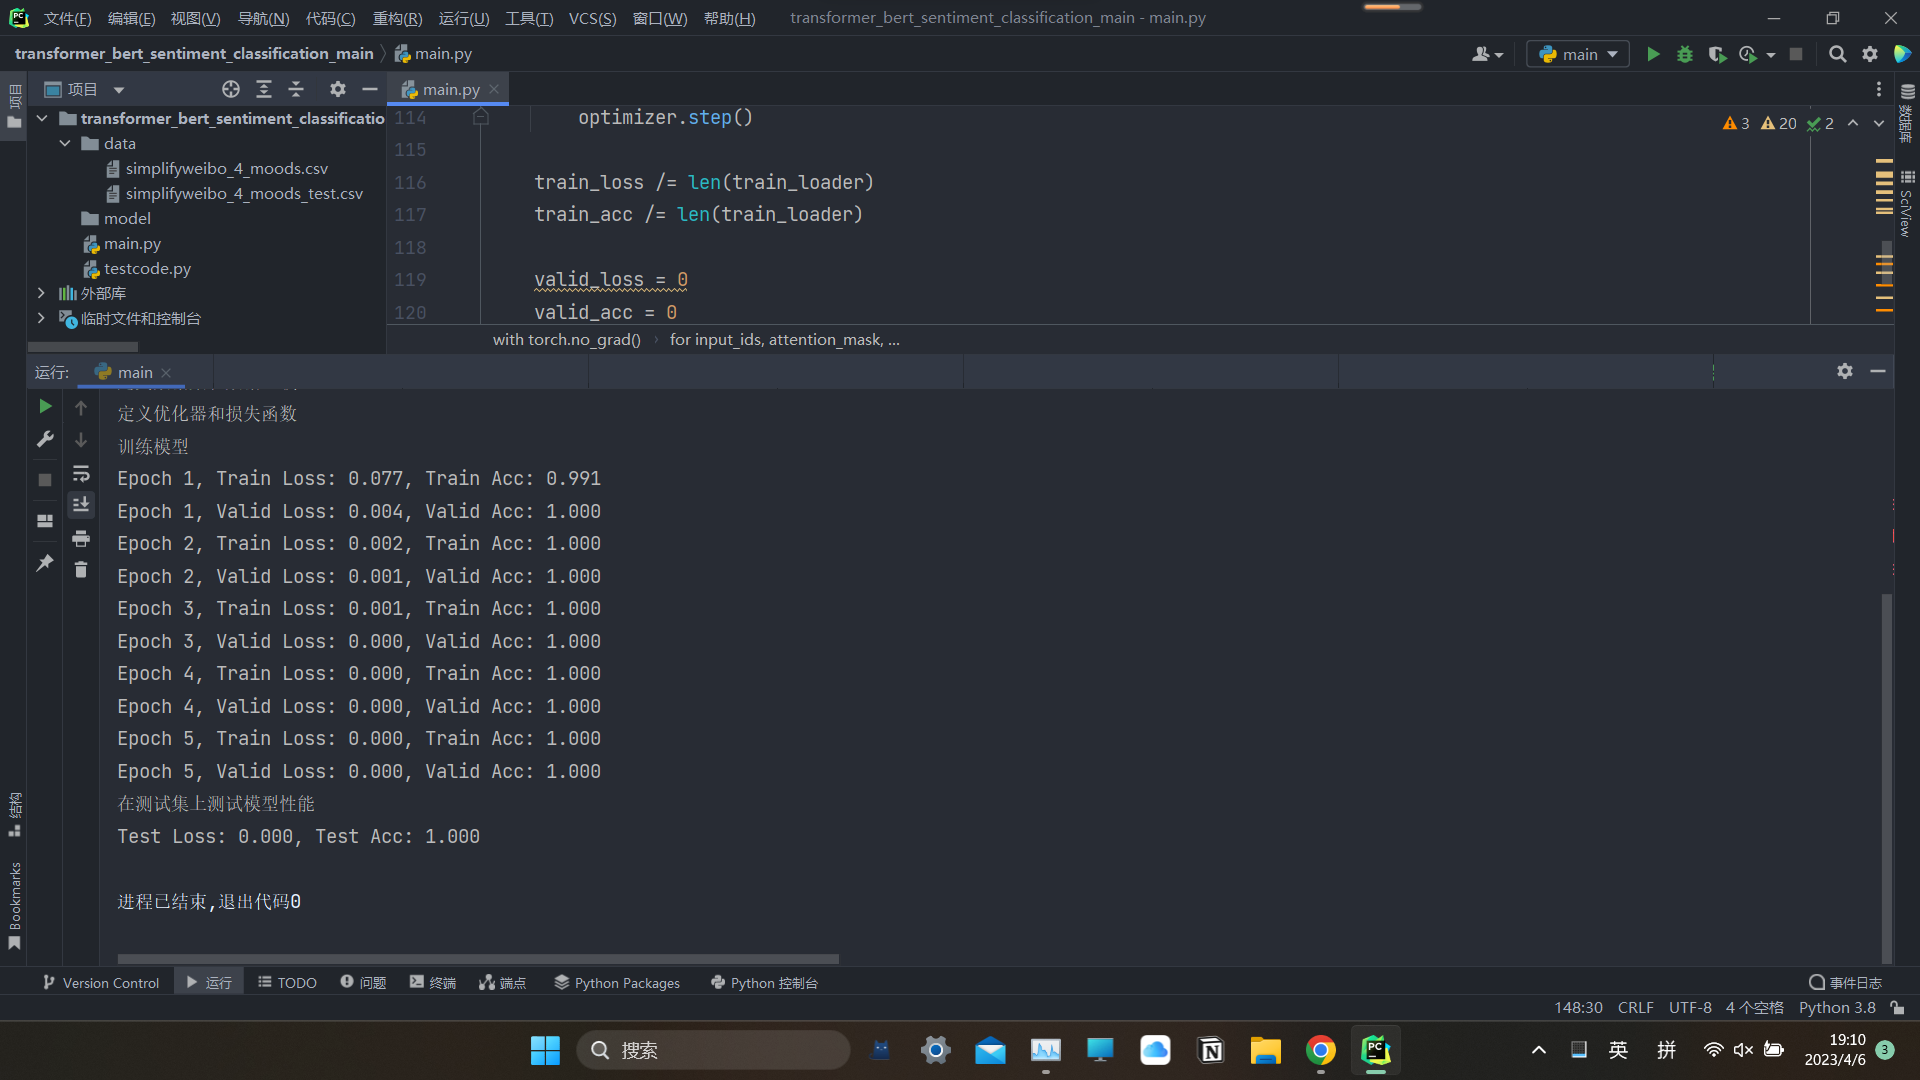 文件(F) 编辑(E) 视图(V) 导航(N) 代码(C) 重构(R) 运行(U) 工具(T) VCS(S) 窗口(W) 帮助(H) transformer_bert_sentiment_classification_main - main.py
transformer_bert_sentiment_classification_main main.py main
项目 main.py
项目
transformer_bert_sentiment_classificatio
data
simplifyweibo_4_moods.csv
simplifyweibo_4_moods_test.csv
model
main.py
testcode.py
外部库
临时文件和控制台
114 optimizer.step()
115
116 train_loss /= len(train_loader)
117 train_acc /= len(train_loader)
118
119 valid_loss = 0
120 valid_acc = 0
3 20 2
with torch.no_grad() for input_ids, attention_mask, ...
数据库
SciView
运行: main
定义优化器和损失函数
训练模型
Epoch 1, Train Loss: 0.077, Train Acc: 0.991
Epoch 1, Valid Loss: 0.004, Valid Acc: 1.000
Epoch 2, Train Loss: 0.002, Train Acc: 1.000
Epoch 2, Valid Loss: 0.001, Valid Acc: 1.000
Epoch 3, Train Loss: 0.001, Train Acc: 1.000
Epoch 3, Valid Loss: 0.000, Valid Acc: 1.000
Epoch 4, Train Loss: 0.000, Train Acc: 1.000
Epoch 4, Valid Loss: 0.000, Valid Acc: 1.000
Epoch 5, Train Loss: 0.000, Train Acc: 1.000
Epoch 5, Valid Loss: 0.000, Valid Acc: 1.000
在测试集上测试模型性能
Test Loss: 0.000, Test Acc: 1.000
进程已结束,退出代码0
结构
Bookmarks
Version Control 运行 TODO 问题 终端 端点 Python Packages Python 控制台 事件日志
148:30 CRLF UTF-8 4 个空格 Python 3.8
搜索 英 拼 19:10
2023/4/6 3